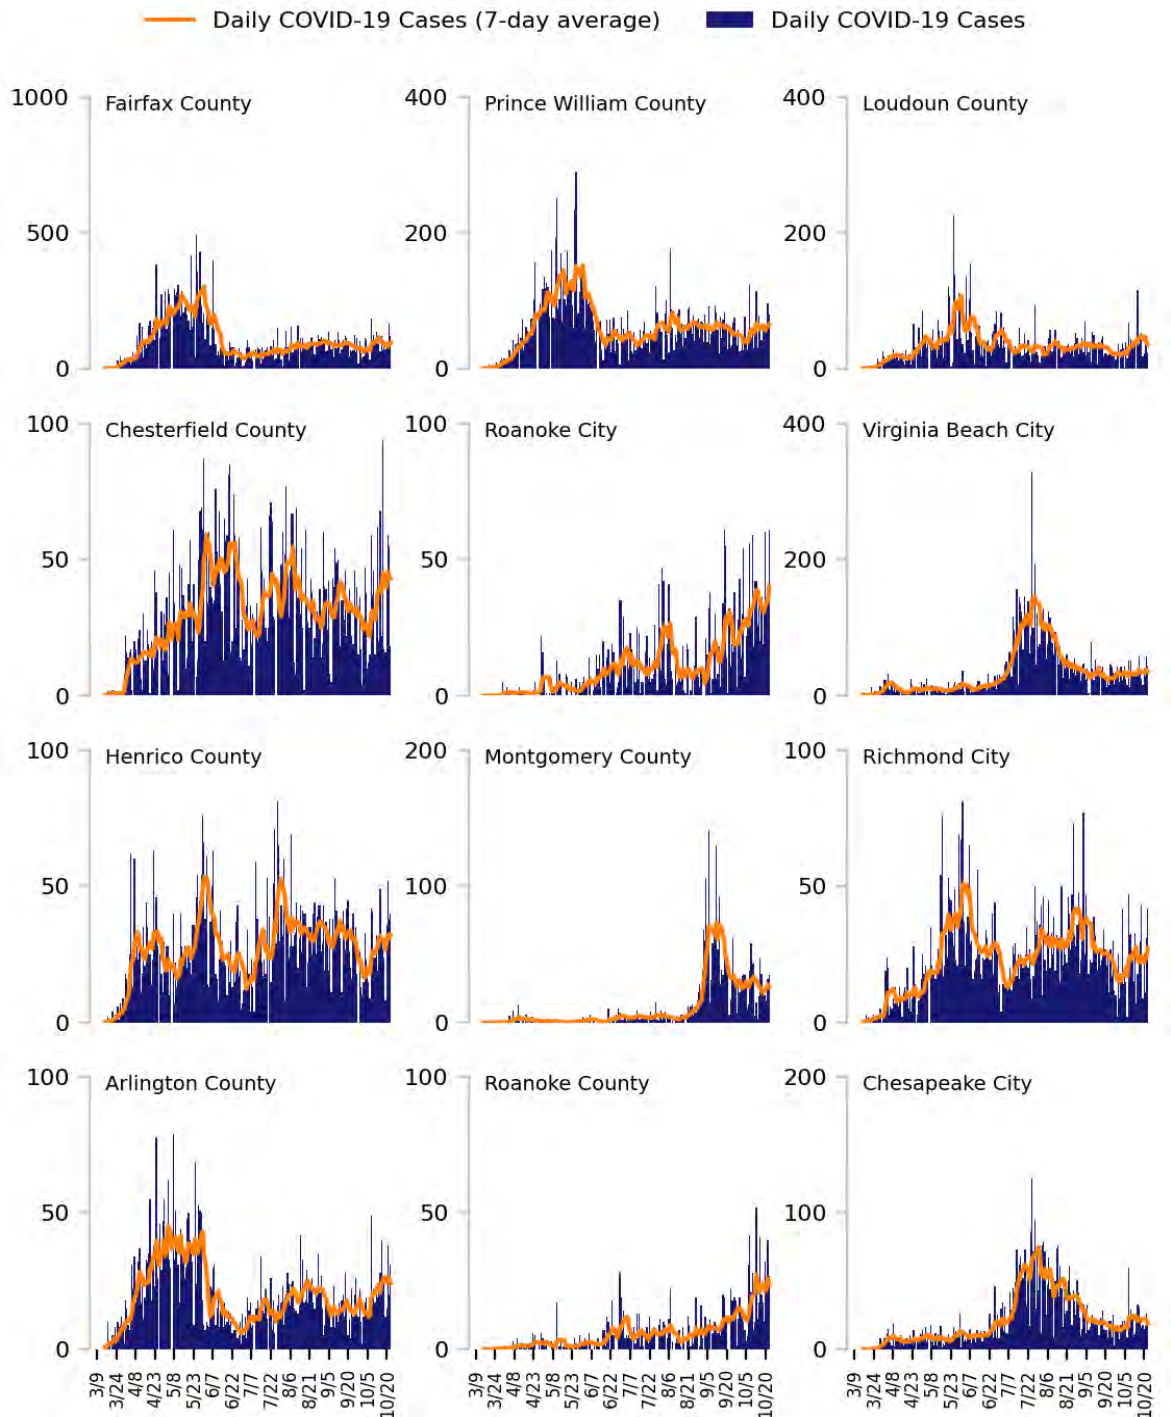 Daily COVID-19 Cases (7-day average) Daily COVID-19 Cases
1000 Fairfax County 400 Prince William County 400 Loudoun County
500 200 200
0 0 0
100 Chesterfield County 100 Roanoke City 400 Virginia Beach City
50 50 200
0 0 0
100 Henrico County 200 Montgomery County 100 Richmond City
50 100 50
0 0 0
100 Arlington County 100 Roanoke County 200 Chesapeake City
50 50 100
0 0 0
3/9 3/24 4/8 4/23 5/8 5/23 6/7 6/22 7/7 7/22 8/6 8/21 9/5 9/20 10/5 10/20 3/9 3/24 4/8 4/23 5/8 5/23 6/7 6/22 7/7 7/22 8/6 8/21 9/5 9/20 10/5 10/20 3/9 3/24 4/8 4/23 5/8 5/23 6/7 6/22 7/7 7/22 8/6 8/21 9/5 9/20 10/5 10/20